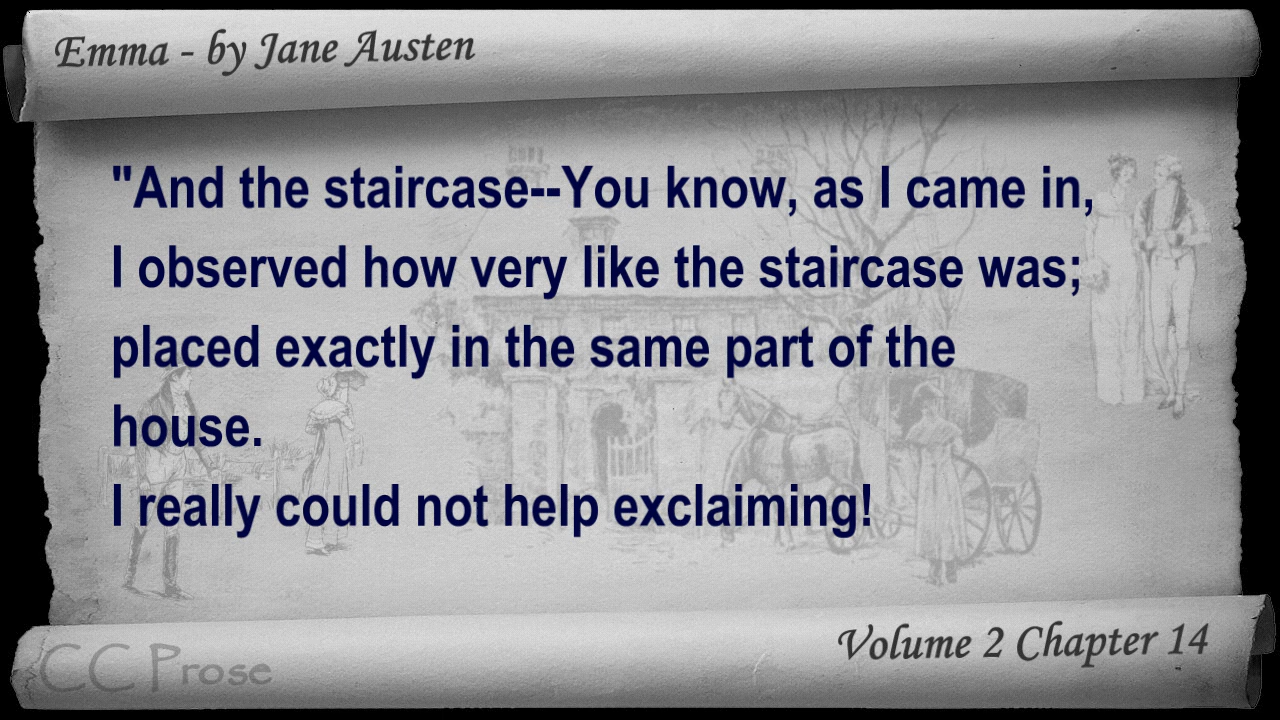 Emma - by Jane Austen
"And the staircase--You know, as I came in,
I observed how very like the staircase was;
placed exactly in the same part of the
house.
I really could not help exclaiming!
Volume 2 Chapter 14
CC Prose